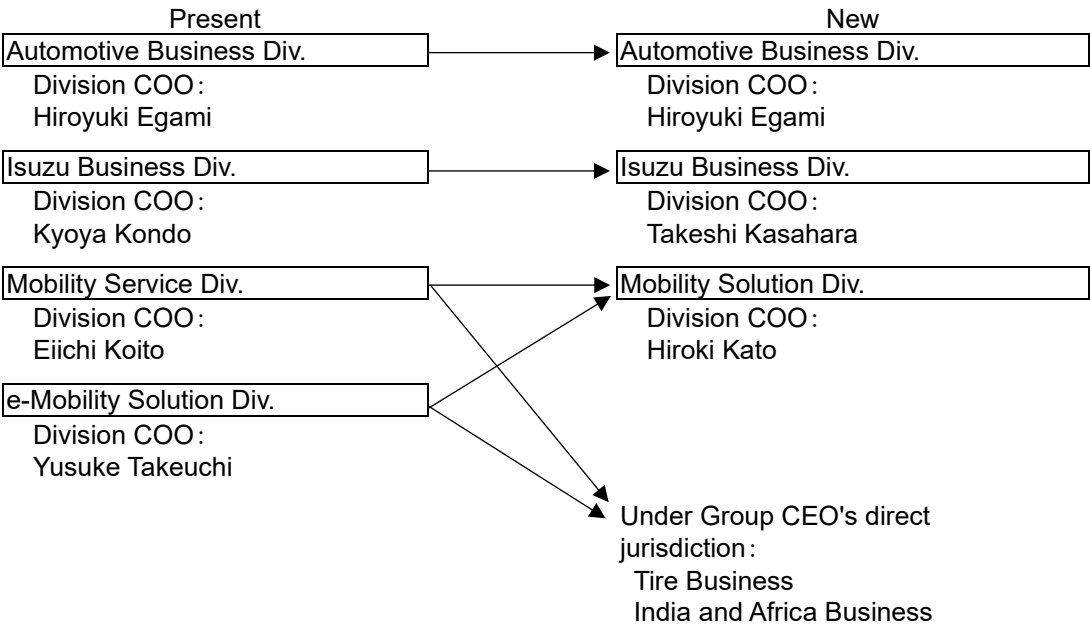 Present
Automotive Business Div.
Division COO：
Hiroyuki Egami
Isuzu Business Div.
Division COO：
Kyoya Kondo
Mobility Service Div.
Division COO：
Eiichi Koito
e-Mobility Solution Div.
Division COO：
Yusuke Takeuchi
New
Automotive Business Div.
Division COO：
Hiroyuki Egami
Isuzu Business Div.
Division COO：
Takeshi Kasahara
Mobility Solution Div.
Division COO：
Hiroki Kato
Under Group CEO's direct
jurisdiction：
Tire Business
India and Africa Business